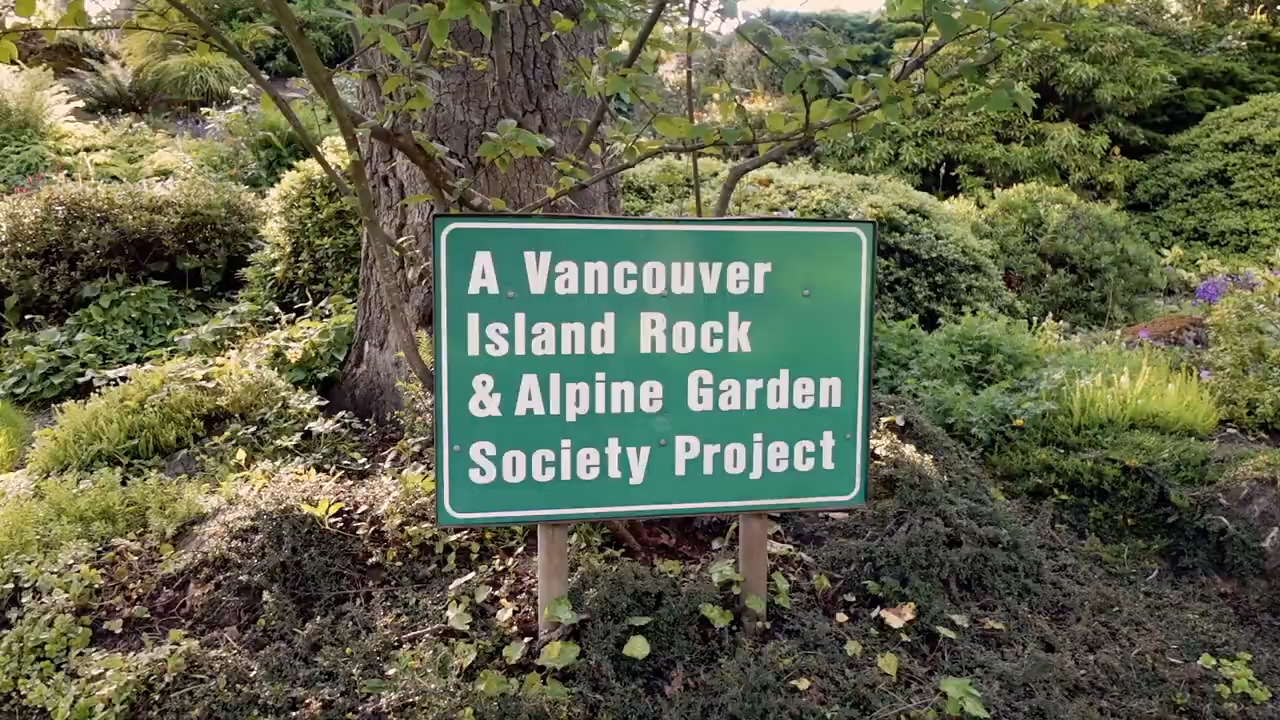 A Vancouver
Island Rock
& Alpine Garden
Society Project